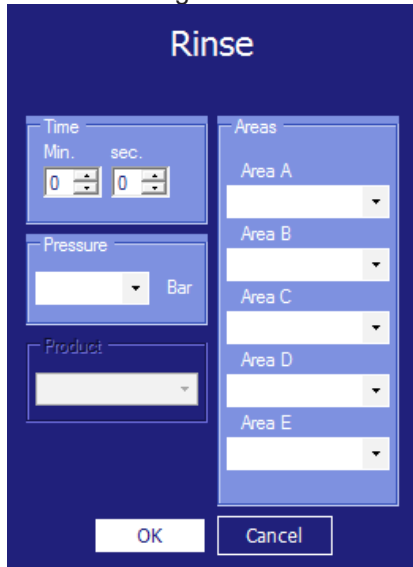 Rinse
Time
Min. sec.
0 0
Pressure
Bar
Product
Areas
Area A
Area B
Area C
Area D
Area E
OK Cancel